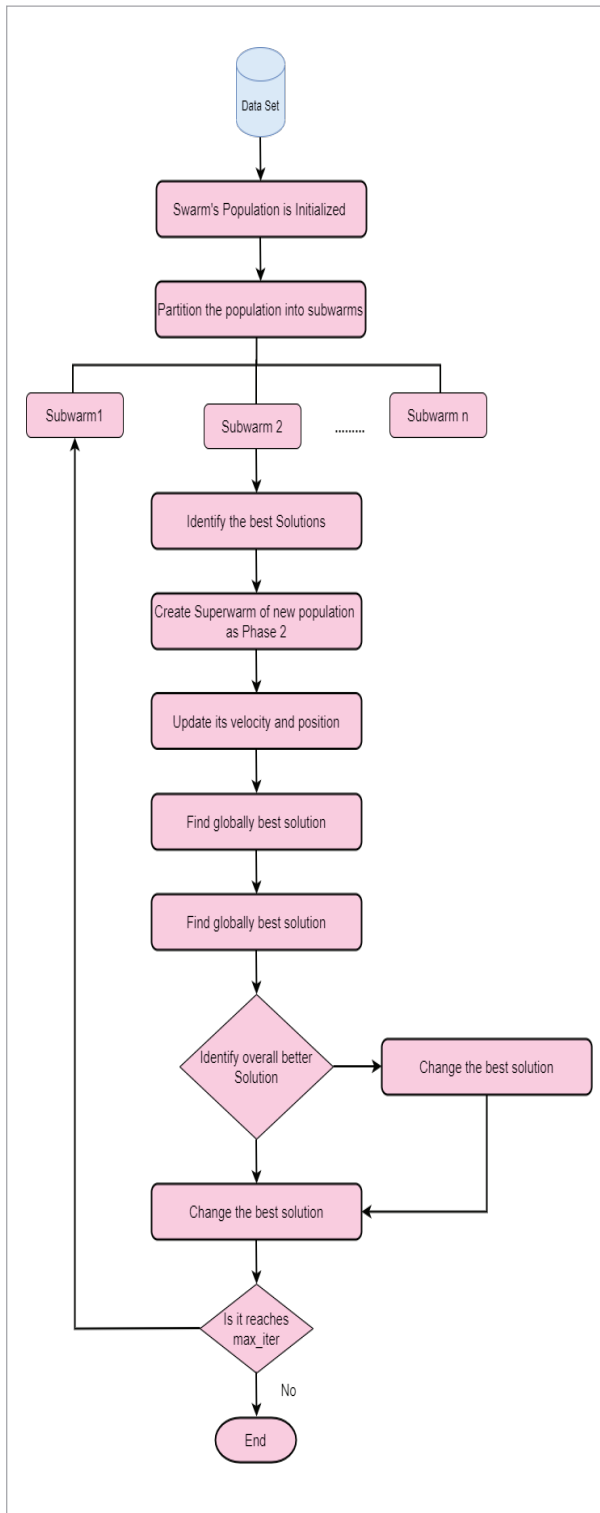 Data Set
Swarm's Population is Initialized
Partition the population into subwarms
Subwarm1
Subwarm 2
.........
Subwarm n
Identify the best Solutions
Create Superwarm of new population
as Phase 2
Update its velocity and position
Find globally best solution
Find globally best solution
Identify overall better
Solution
Change the best solution
Change the best solution
Is it reaches
max_iter
No
End